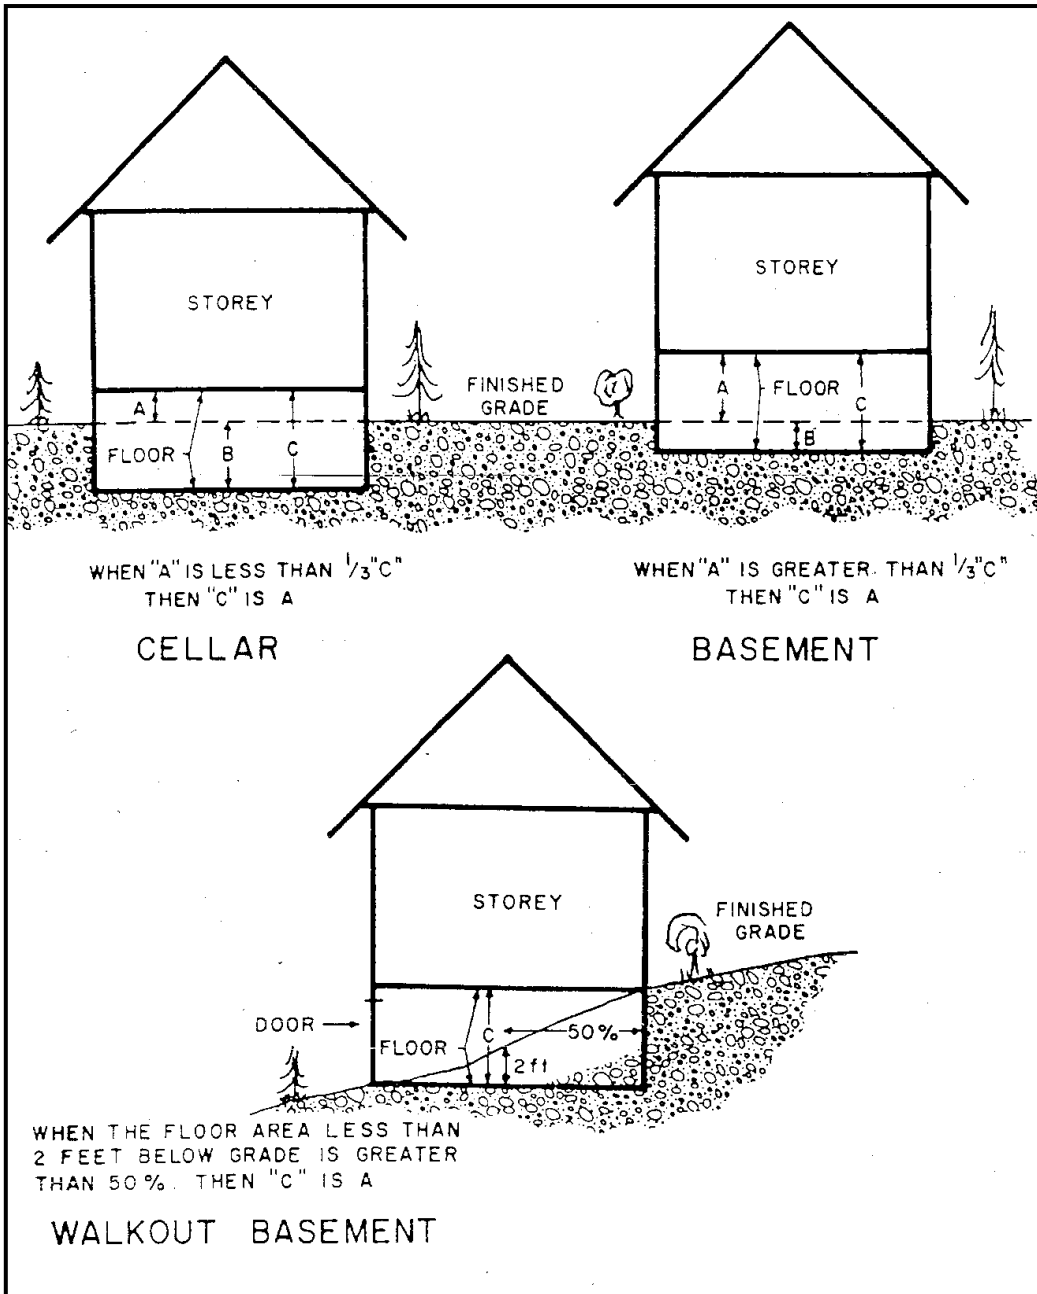 STOREY
A
FLOOR
B
C
FINISHED
GRADE
WHEN "A" IS LESS THAN 1/3 "C"
THEN "C" IS A
CELLAR
STOREY
A
FLOOR
C
B
WHEN "A" IS GREATER THAN 1/3 "C"
THEN "C" IS A
BASEMENT
STOREY
FINISHED
GRADE
DOOR
FLOOR
C
50%
2 ft
WHEN THE FLOOR AREA LESS THAN
2 FEET BELOW GRADE IS GREATER
THAN 50%. THEN "C" IS A
WALKOUT BASEMENT